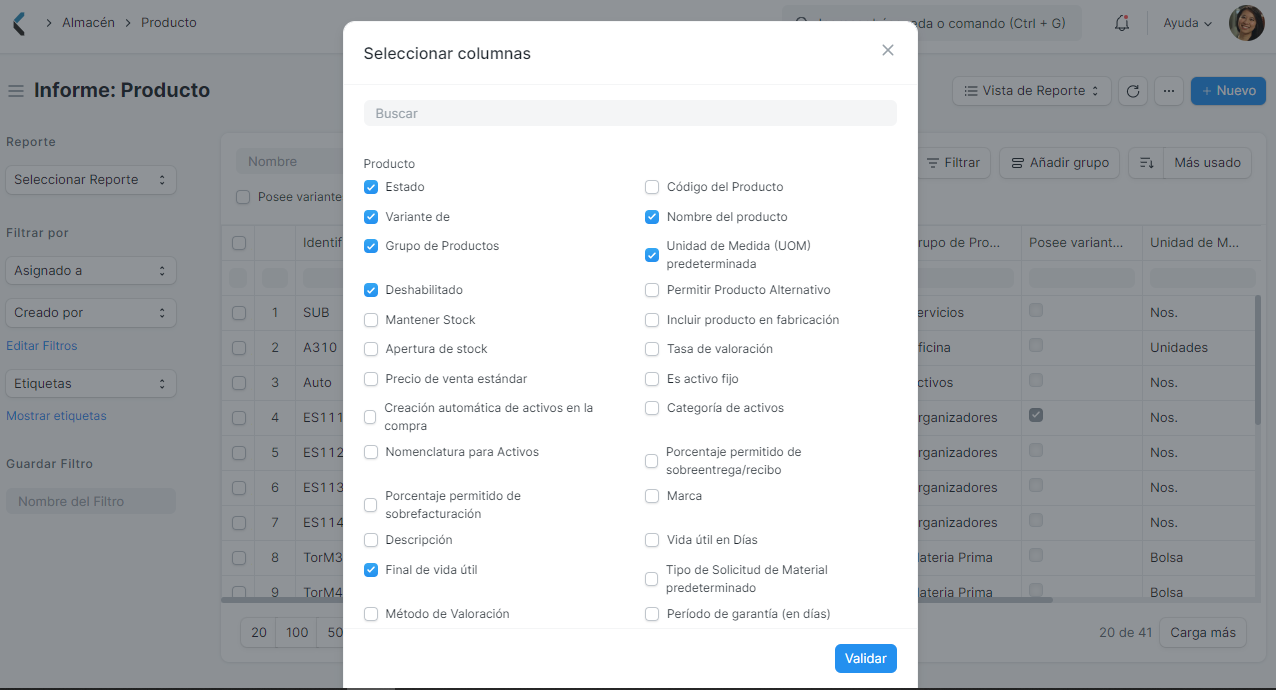 Almacén
Producto
da o comando (Ctrl + G)
Ayuda
Informe: Producto
Vista de Reporte
+ Nuevo
Reporte
Seleccionar Reporte
Filtrar por
Asignado a
Creado por
Editar Filtros
Etiquetas
Mostrar etiquetas
Guardar Filtro
Nombre del Filtro
Nombre
Posee variante
Filtrar
Añadir grupo
Más usado
Identif
rupo de Pro...
Posee variant...
Unidad de M...
1 SUB
ervicios
Nos.
2 A310
ficina
Unidades
3 Auto
ctivos
Nos.
4 ES111
rganizadores
Nos.
5 ES112
rganizadores
Nos.
6 ES113
rganizadores
Nos.
7 ES114
rganizadores
Nos.
8 TorM3
ateria Prima
Bolsa
9 TorM4
ateria Prima
Bolsa
20
100
50
20 de 41
Carga más
Seleccionar columnas
Buscar
Producto
Estado
Código del Producto
Variante de
Nombre del producto
Grupo de Productos
Unidad de Medida (UOM)
predeterminada
Deshabilitado
Permitir Producto Alternativo
Mantener Stock
Incluir producto en fabricación
Apertura de stock
Tasa de valoración
Precio de venta estándar
Es activo fijo
Creación automática de activos en la
compra
Categoría de activos
Nomenclatura para Activos
Porcentaje permitido de
sobreentrega/recibo
Porcentaje permitido de
sobrefacturación
Marca
Descripción
Vida útil en Días
Final de vida útil
Tipo de Solicitud de Material
predeterminado
Método de Valoración
Período de garantía (en días)
Validar